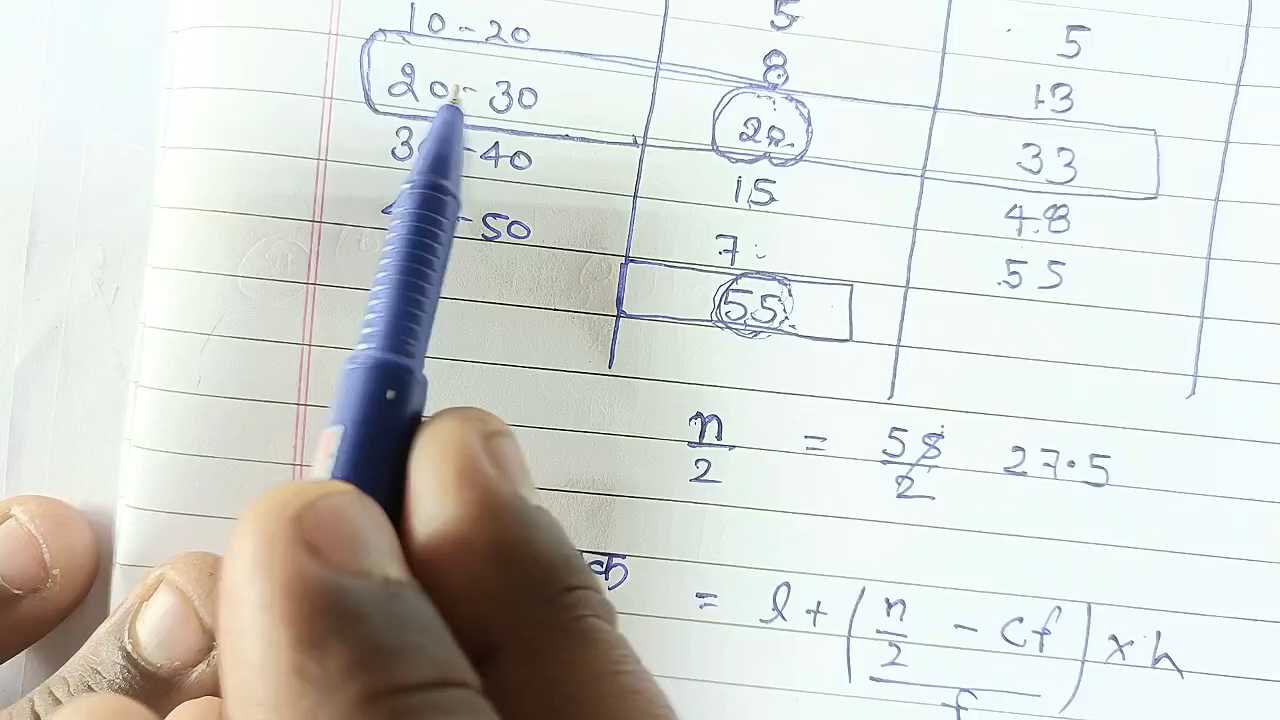 10-20 5 5
20-30 8 13
30-40 20 33
-50 15 48
7 55
55
n/2 = 55/2 27.5
= l + (n/2 - cf / f) x h